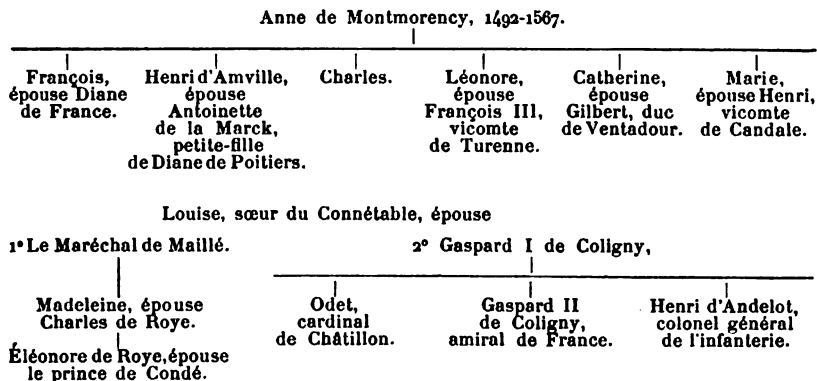 Anne de Montmorency, 1492-1567.
François,
épouse Diane
de France.
Henri d'Amville,
épouse
Antoinette
de la Marck,
petite-fille
de Diane de Poitiers.
Charles.
Léonore,
épouse
François III,
vicomte
de Turenne.
Catherine,
épouse
Gilbert, duc
de Ventadour.
Marie,
épouse Henri,
vicomte
de Candale.
Louise, sœur du Connétable, épouse
1° Le Maréchal de Maillé.
2° Gaspard I de Coligny,
Madeleine, épouse
Charles de Roye.
Éléonore de Roye, épouse
le prince de Condé.
Odet,
cardinal
de Châtillon.
Gaspard II
de Coligny,
amiral de France.
Henri d'Andelot,
colonel général
de l'infanterie.